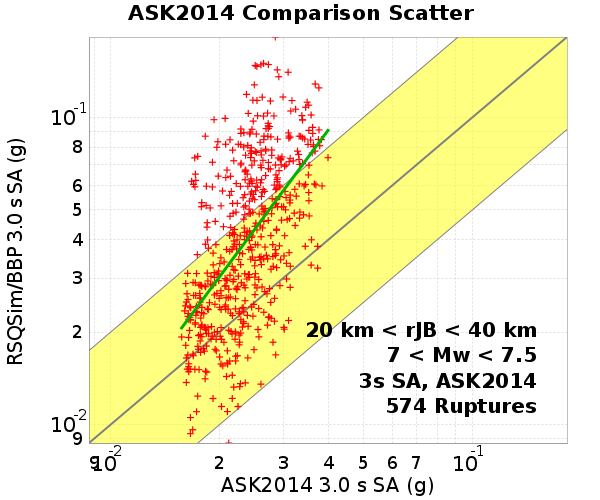 ASK2014 Comparison Scatter
RSQSim/BBP 3.0 s SA (g)
10-1
8
6
5
4
3
2
10-2
9
20 km < rJB < 40 km
7 < Mw < 7.5
3s SA, ASK2014
574 Ruptures
9 10-2 2 3 4 5 6 7 10-1
ASK2014 3.0 s SA (g)